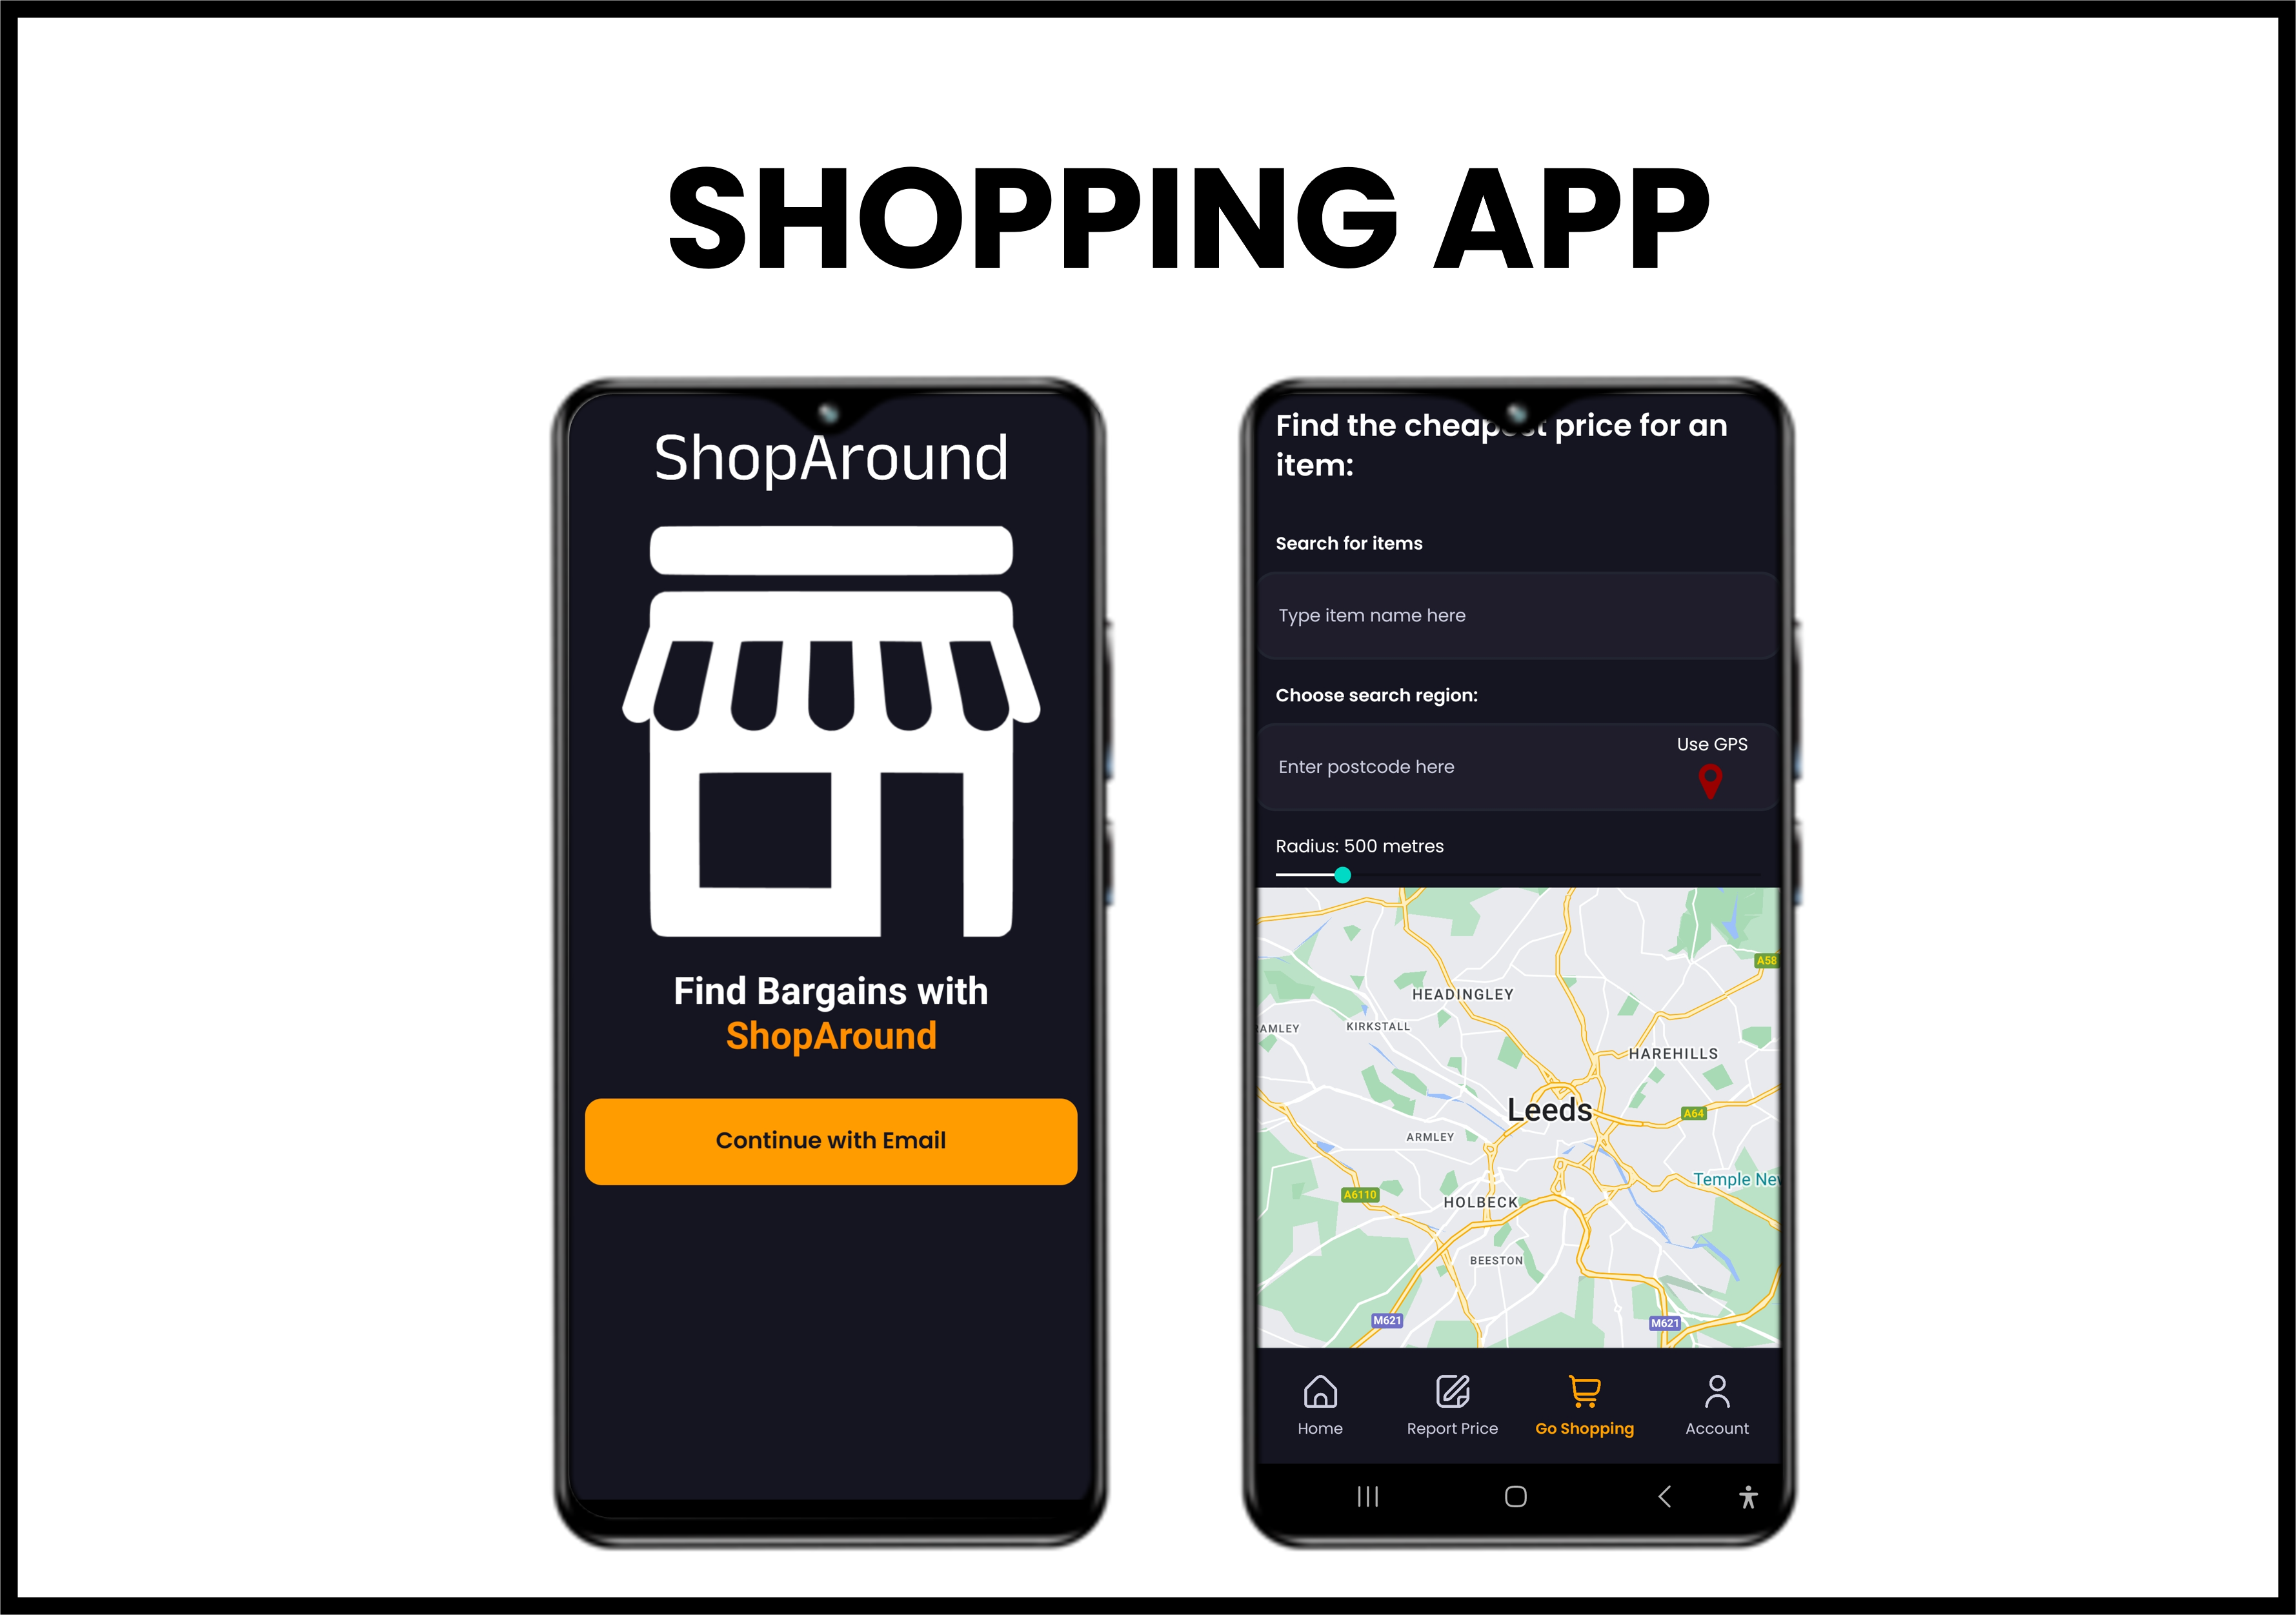 SHOPPING APP
ShopAround
Find Bargains with
ShopAround
Continue with Email
Find the cheapest price for an
item:
Search for items
Type item name here
Choose search region:
Use GPS
Enter postcode here
Radius: 500 metres
A58
HEADINGLEY
AMLEY
KIRKSTALL
HAREHILLS
Leeds
A64
ARMLEY
Temple Ne
A6110
HOLBECK
BEESTON
M621
M621
Home
Report Price
Go Shopping
Account